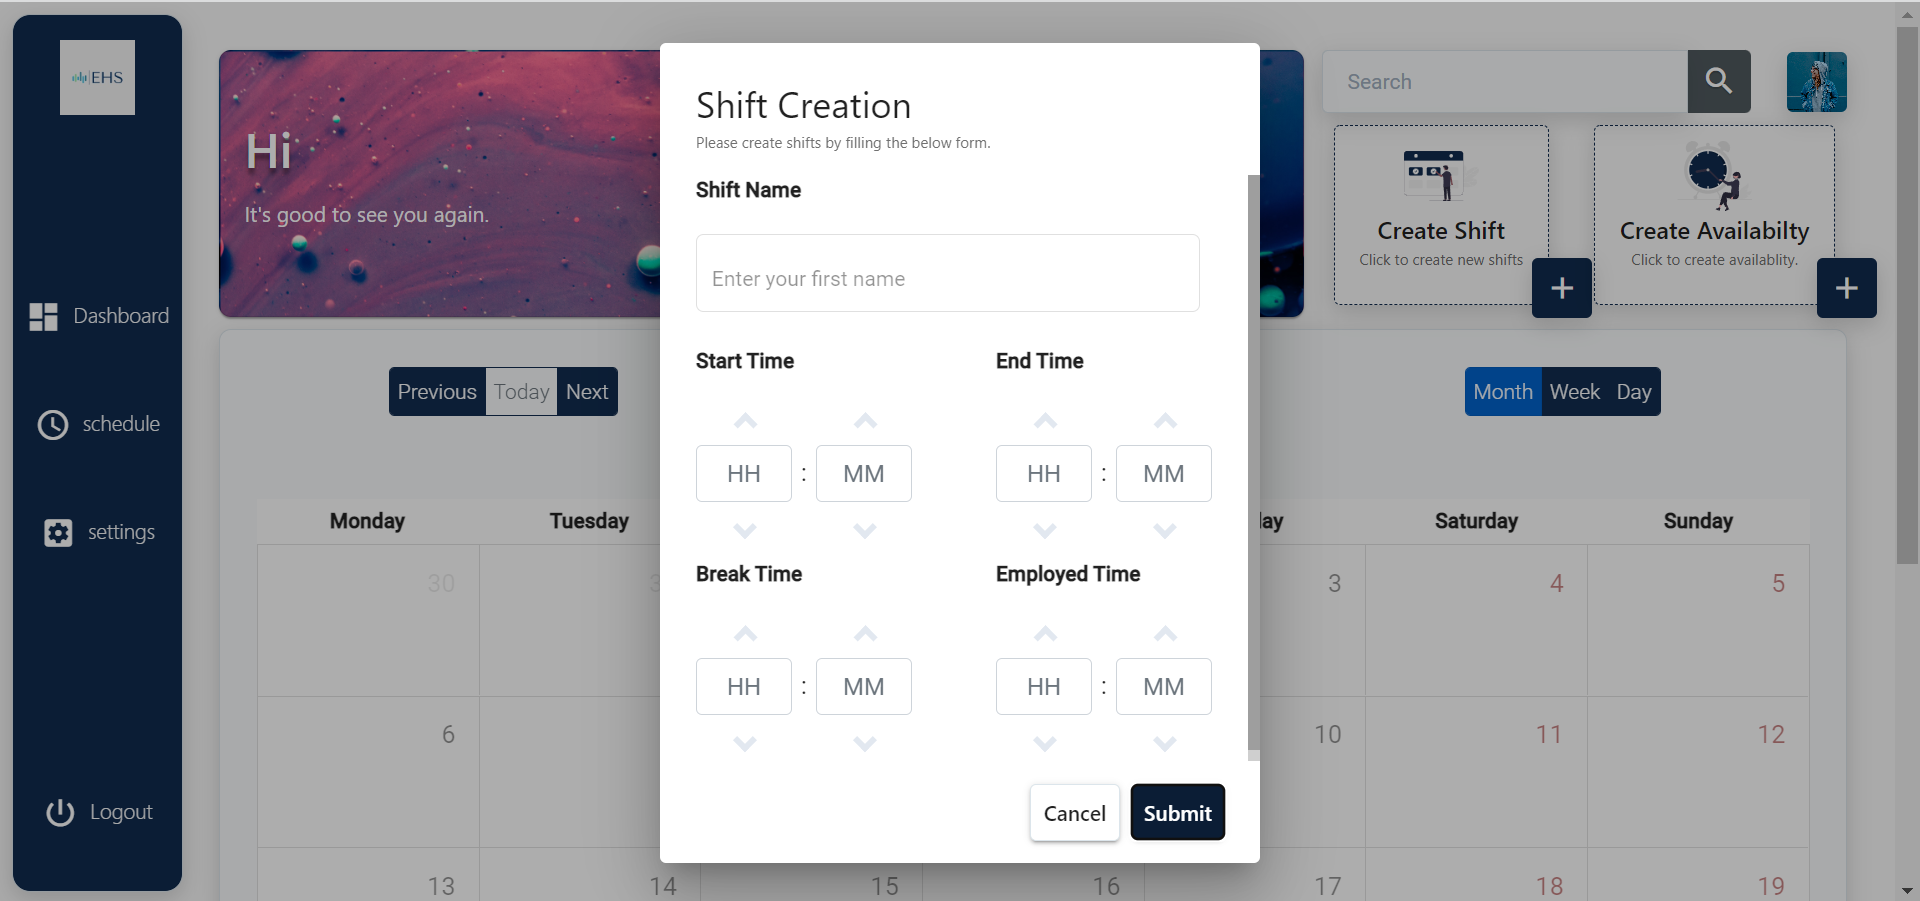 EHS
Dashboard
schedule
settings
Logout
Hi
It's good to see you again.
Search
Create Shift
Click to create new shifts
+
Create Availabilty
Click to create availablity.
+
Previous Today Next
Month Week Day
Monday Tuesday ay Saturday Sunday
30 3 3 4 5
6 10 11 12
13 14 15 16 17 18 19
Shift Creation
Please create shifts by filling the below form.
Shift Name
Enter your first name
Start Time End Time
HH : MM HH : MM
Break Time Employed Time
HH : MM HH : MM
Cancel Submit